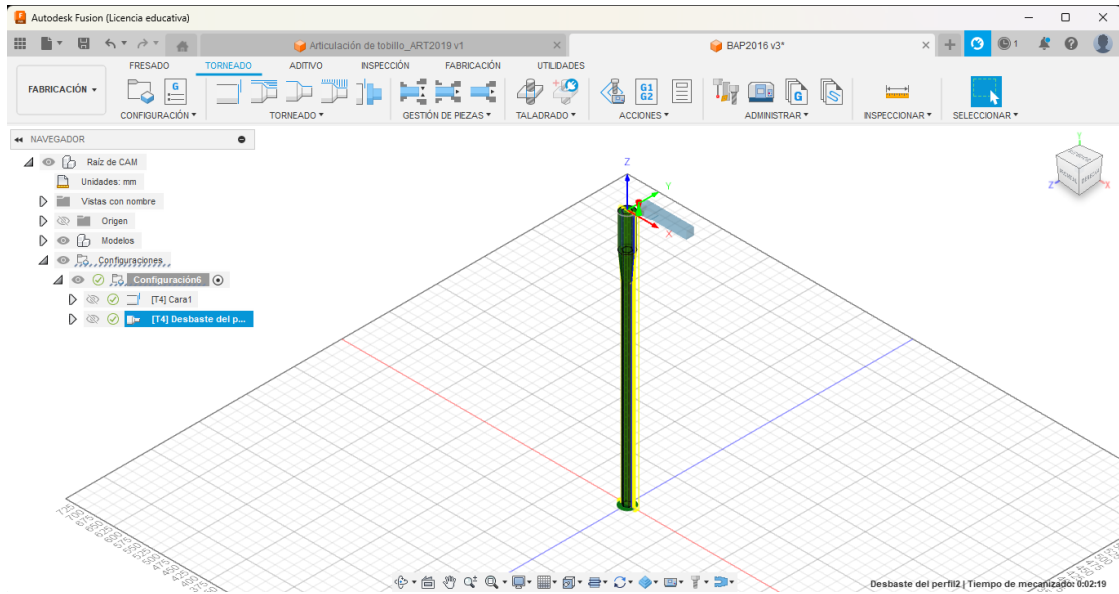 Autodesk Fusion (Licencia educativa)
Articulación de tobillo_ART2019 v1
BAP2016 v3*
1
FABRICACIÓN
FRESADO TORNEADO ADITIVO INSPECCIÓN FABRICACIÓN UTILIDADES
G
G1
G2
G
CONFIGURACIÓN TORNEADO GESTIÓN DE PIEZAS TALADRADO ACCIONES ADMINISTRAR INSPECCIONAR SELECCIONAR
NAVEGADOR
Raíz de CAM
Unidades: mm
Vistas con nombre
Origen
Modelos
Configuraciones
Configuración6
[T4] Cara1
[T4] Desbaste del p...
Z
Y
X
Y
Z
X
Desbaste del perfil2 | Tiempo de mecanizado: 0:02:19